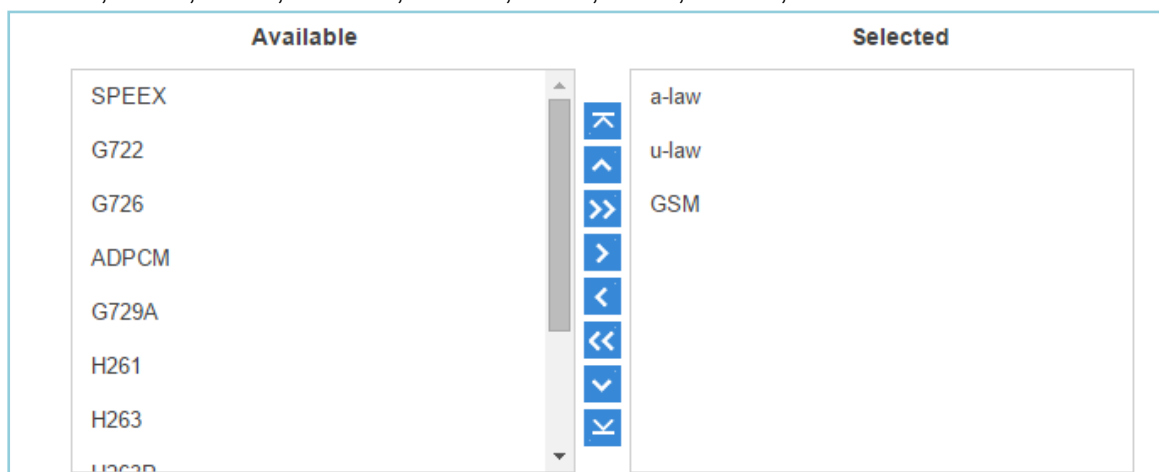 Available
Selected
SPEEX
G722
G726
ADPCM
G729A
H261
H263
a-law
u-law
GSM